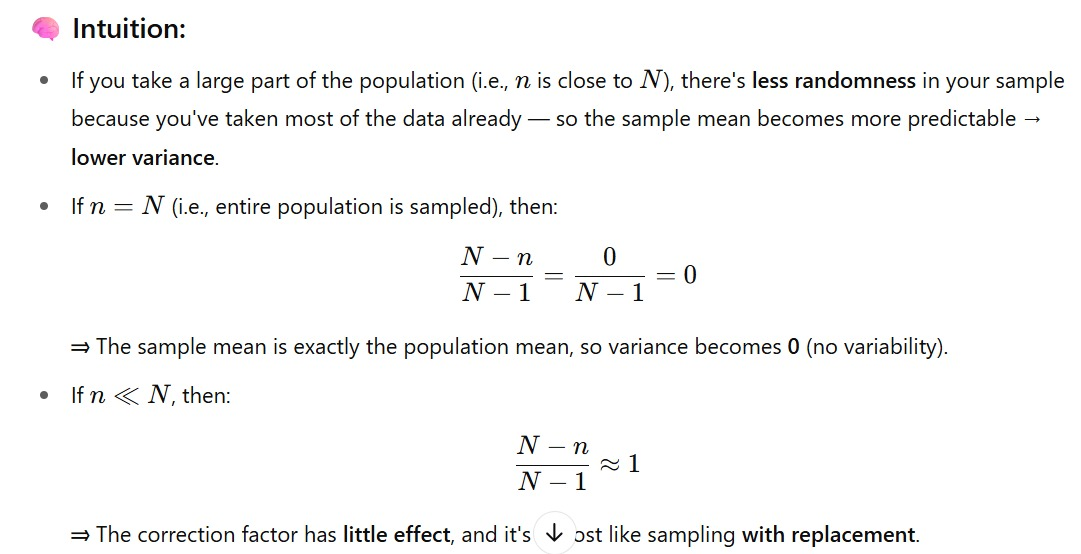 🧠 Intuition:
• If you take a large part of the population (i.e., n is close to N), there's less randomness in your sample
because you've taken most of the data already — so the sample mean becomes more predictable →
lower variance.
• If n = N (i.e., entire population is sampled), then:
(N − n)/(N − 1) = 0/(N − 1) = 0
⇒ The sample mean is exactly the population mean, so variance becomes 0 (no variability).
• If n ≪ N, then:
(N − n)/(N − 1) ≈ 1
⇒ The correction factor has little effect, and it's ost like sampling with replacement.